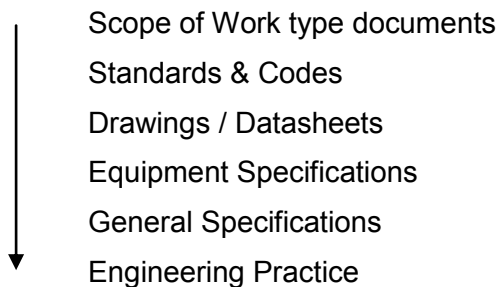 Scope of Work type documents
Standards & Codes
Drawings / Datasheets
Equipment Specifications
General Specifications
Engineering Practice